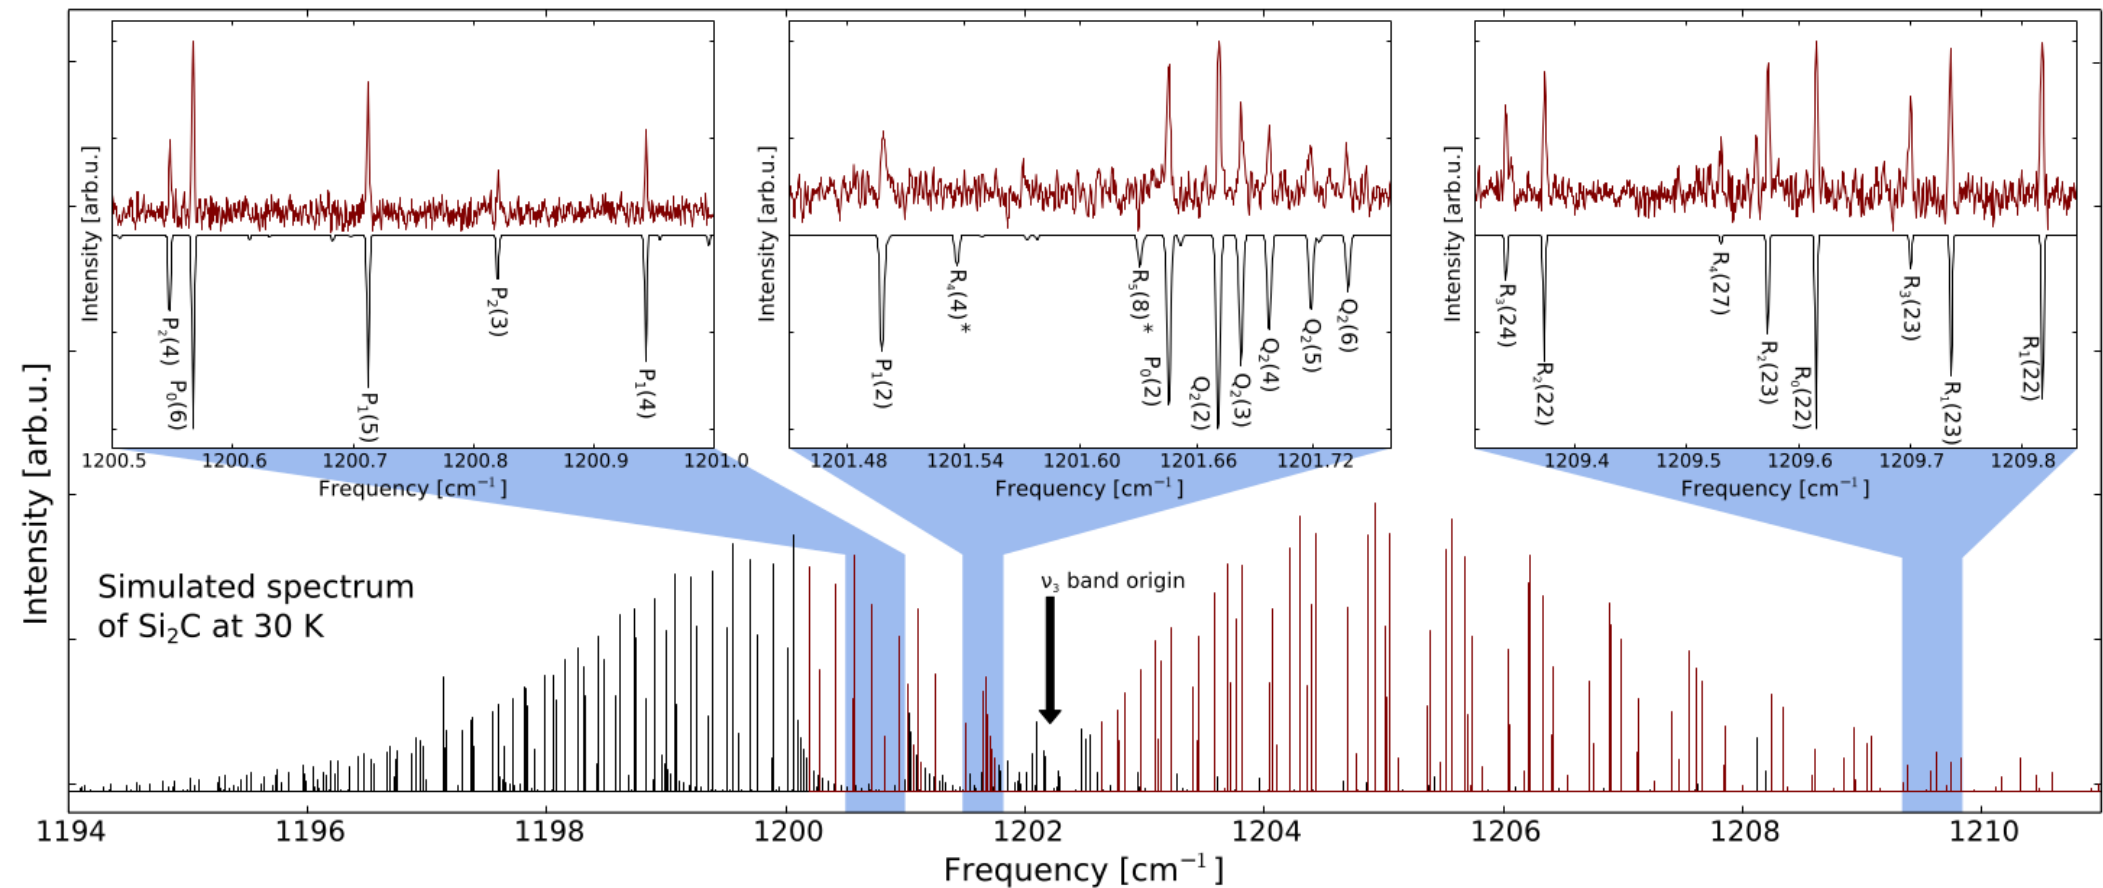 Intensity [arb.u.]
Intensity [arb.u.]
P₂(4)
P₀(6)
P₁(5)
P₂(3)
P₁(4)
1200.5 1200.6 1200.7 1200.8 1200.9 1201.0
Frequency [cm⁻¹]
Intensity [arb.u.]
P₁(2)
R₄(4)*
R₅(8)*
P₀(2)
Q₂(2)
Q₂(3)
Q₂(4)
Q₂(5)
Q₂(6)
1201.48 1201.54 1201.60 1201.66 1201.72
Frequency [cm⁻¹]
Intensity [arb.u.]
R₃(24)
R₂(22)
R₄(27)
R₂(23)
R₀(22)
R₃(23)
R₁(23)
R₁(22)
1209.4 1209.5 1209.6 1209.7 1209.8
Frequency [cm⁻¹]
Simulated spectrum
of Si₂C at 30 K
ν₃ band origin
1194 1196 1198 1200 1202 1204 1206 1208 1210
Frequency [cm⁻¹]